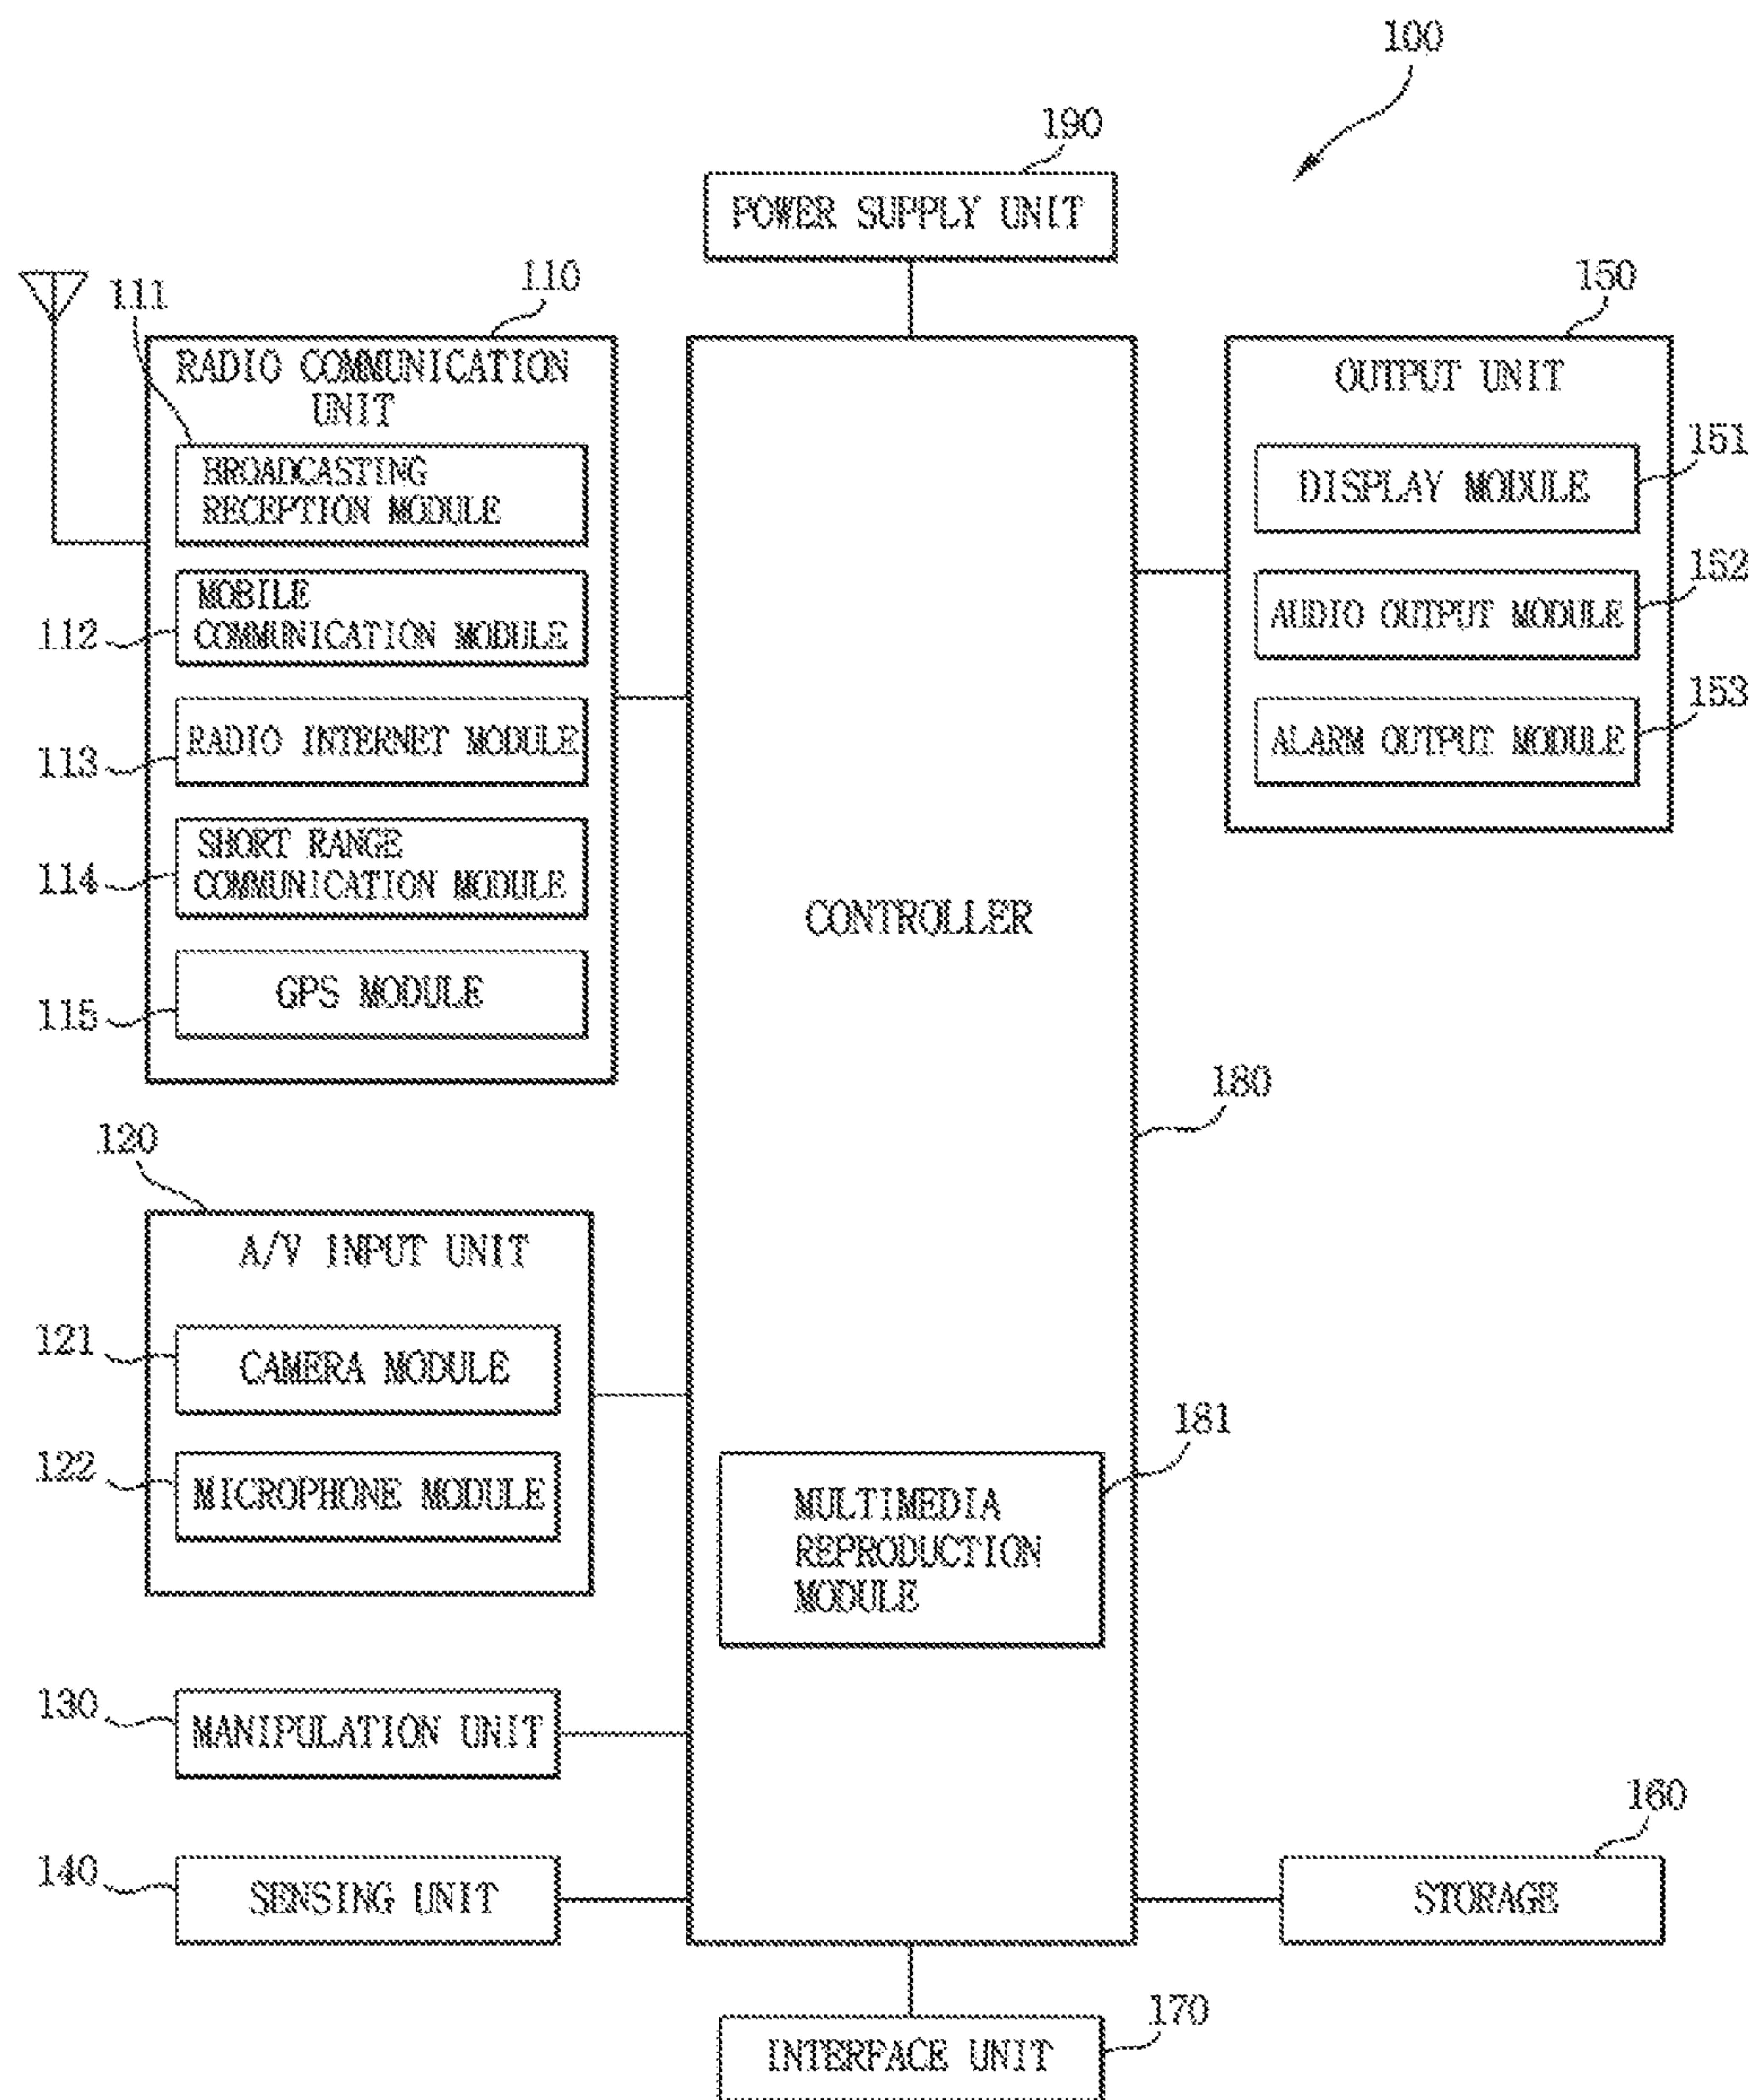 100
190
POWER SUPPLY UNIT
110
111
RADIO COMMUNICATION
UNIT
BROADCASTING
RECEPTION MODULE
112
MOBILE
COMMUNICATION MODULE
113
RADIO INTERNET MODULE
114
SHORT RANGE
COMMUNICATION MODULE
115
GPS MODULE
120
A/V INPUT UNIT
121
CAMERA MODULE
122
MICROPHONE MODULE
130
MANIPULATION UNIT
140
SENSING UNIT
CONTROLLER
180
181
MULTIMEDIA
REPRODUCTION
MODULE
150
OUTPUT UNIT
151
DISPLAY MODULE
152
AUDIO OUTPUT MODULE
153
ALARM OUTPUT MODULE
160
STORAGE
170
INTERFACE UNIT